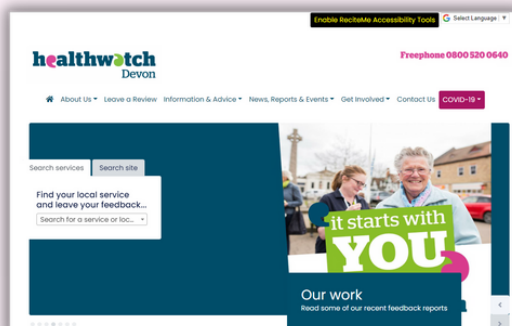 Enable ReciteMe Accessibility Tools
Select Language ▼
healthwatch
Devon
Freephone 0800 520 0640
About Us
Leave a Review
Information & Advice
News, Reports & Events
Get Involved
Contact Us
COVID-19
Search services
Search site
Find your local service
and leave your feedback...
Search for a service or loc...
it starts with
YOU
Our work
Read some of our recent feedback reports